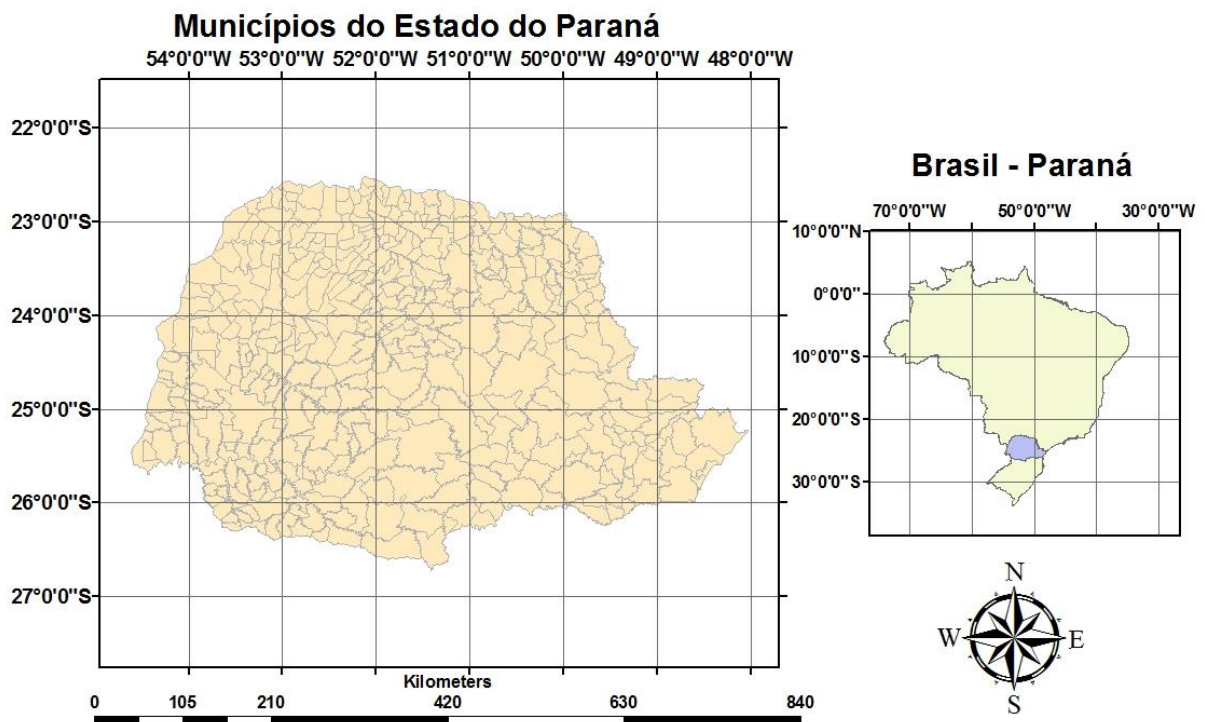 Municípios do Estado do Paraná
54°0'0"W 53°0'0"W 52°0'0"W 51°0'0"W 50°0'0"W 49°0'0"W 48°0'0"W
22°0'0"S
23°0'0"S
24°0'0"S
25°0'0"S
26°0'0"S
27°0'0"S
Kilometers
0 105 210 420 630 840
Brasil - Paraná
70°0'0"W 50°0'0"W 30°0'0"W
10°0'0"N
0°0'0"
10°0'0"S
20°0'0"S
30°0'0"S
N
W E
S